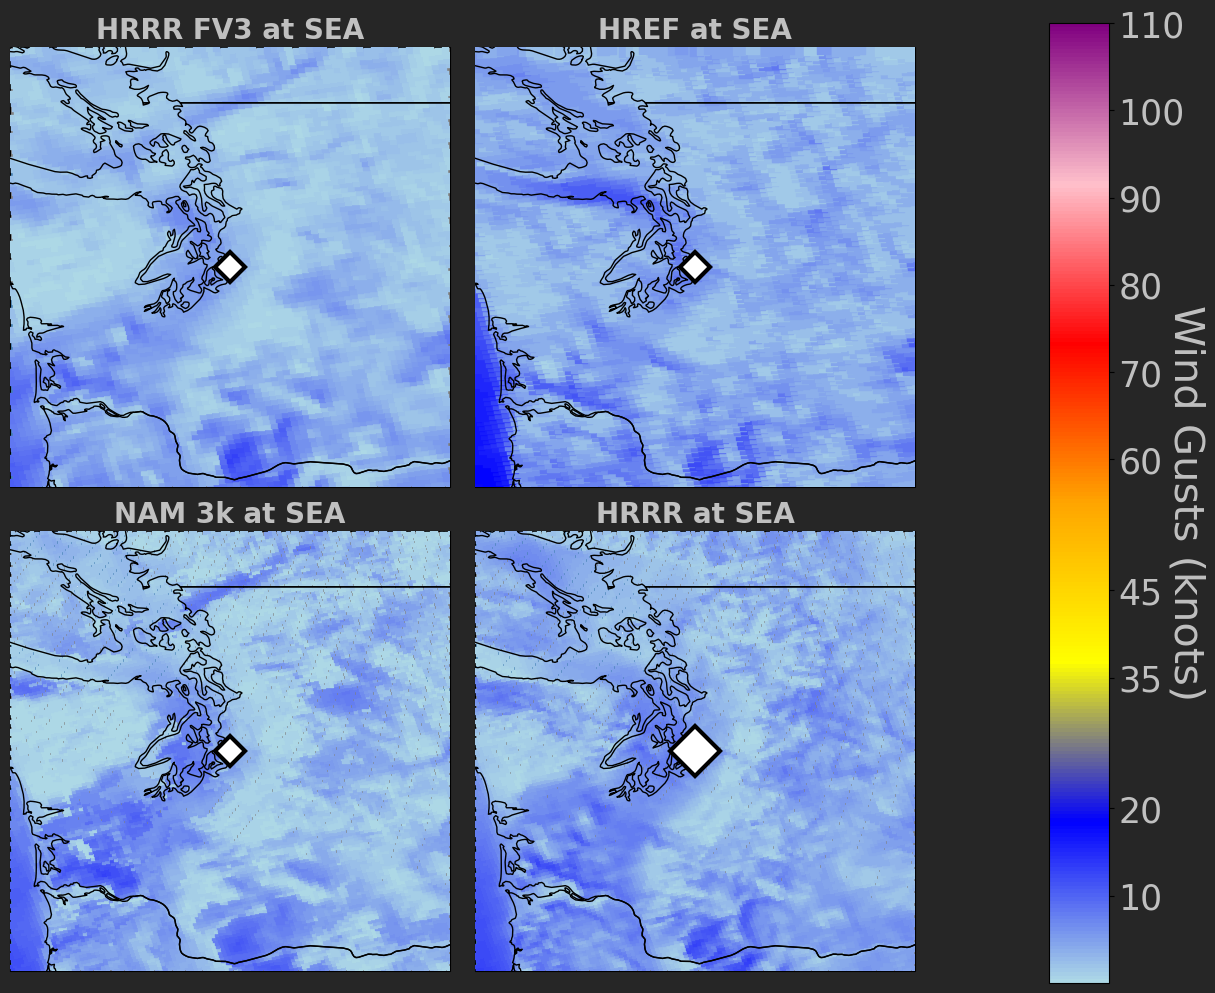 HRRR FV3 at SEA
HREF at SEA
NAM 3k at SEA
HRRR at SEA
110
100
90
80
70
60
45
35
20
10
Wind Gusts (knots)